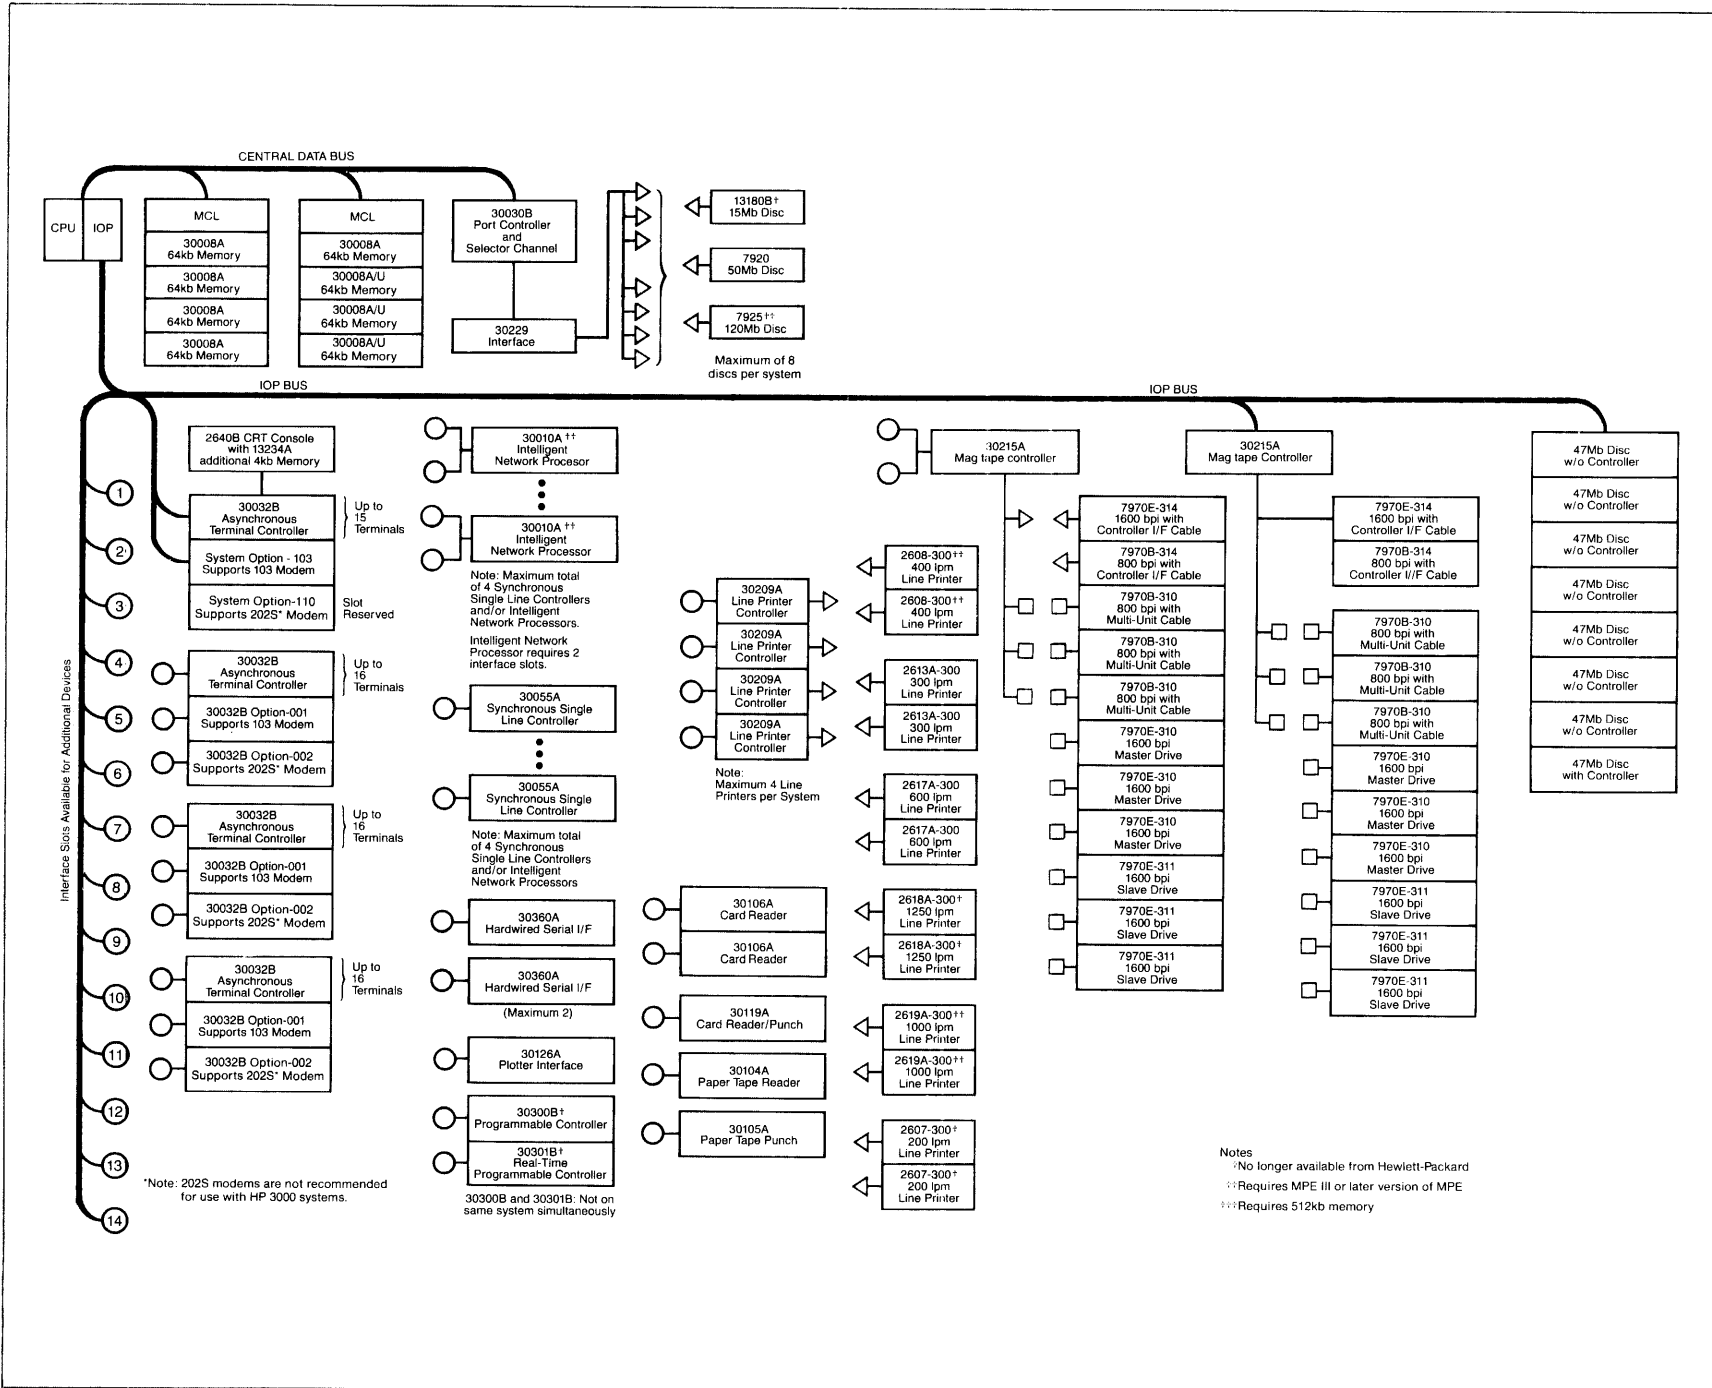 CENTRAL DATA BUS
CPU
IOP
MCL
30008A
64kb Memory
30008A
64kb Memory
30008A
64kb Memory
30008A
64kb Memory
MCL
30008A
64kb Memory
30008A/U
64kb Memory
30008A/U
64kb Memory
30008A/U
64kb Memory
30030B
Port Controller
and
Selector Channel
30229
Interface
13180B†
15Mb Disc
7920
50Mb Disc
7925††
120Mb Disc
Maximum of 8
discs per system
IOP BUS
IOP BUS
Interface Slots Available for Additional Devices
1
2
3
4
5
6
7
8
9
10
11
12
13
14
2640B CRT Console
with 13234A
additional 4kb Memory
30032B
Asynchronous
Terminal Controller
Up to
15
Terminals
System Option - 103
Supports 103 Modem
System Option-110
Supports 202S* Modem
Slot
Reserved
30032B
Asynchronous
Terminal Controller
Up to
16
Terminals
30032B Option-001
Supports 103 Modem
30032B Option-002
Supports 202S* Modem
30032B
Asynchronous
Terminal Controller
Up to
16
Terminals
30032B Option-001
Supports 103 Modem
30032B Option-002
Supports 202S* Modem
30032B
Asynchronous
Terminal Controller
Up to
16
Terminals
30032B Option-001
Supports 103 Modem
30032B Option-002
Supports 202S* Modem
*Note: 202S modems are not recommended
for use with HP 3000 systems.
30010A ††
Intelligent
Network Procesor
30010A ††
Intelligent
Network Processor
Note: Maximum total
of 4 Synchronous
Single Line Controllers
and/or Intelligent
Network Processors.
Intelligent Network
Processor requires 2
interface slots.
30055A
Synchronous Single
Line Controller
30055A
Synchronous Single
Line Controller
Note: Maximum total
of 4 Synchronous
Single Line Controllers
and/or Intelligent
Network Processors
30360A
Hardwired Serial I/F
30360A
Hardwired Serial I/F
(Maximum 2)
30126A
Plotter Interface
30300B†
Programmable Controller
30301B†
Real-Time
Programmable Controller
30300B and 30301B: Not on
same system simultaneously
30209A
Line Printer
Controller
30209A
Line Printer
Controller
30209A
Line Printer
Controller
30209A
Line Printer
Controller
Note:
Maximum 4 Line
Printers per System
30106A
Card Reader
30106A
Card Reader
30119A
Card Reader/Punch
30104A
Paper Tape Reader
30105A
Paper Tape Punch
2608-300††
400 lpm
Line Printer
2608-300††
400 lpm
Line Printer
2613A-300
300 lpm
Line Printer
2613A-300
300 lpm
Line Printer
2617A-300
600 lpm
Line Printer
2617A-300
600 lpm
Line Printer
2618A-300†
1250 lpm
Line Printer
2618A-300†
1250 lpm
Line Printer
2619A-300††
1000 lpm
Line Printer
2619A-300††
1000 lpm
Line Printer
2607-300†
200 lpm
Line Printer
2607-300†
200 lpm
Line Printer
30215A
Mag tape controller
7970E-314
1600 bpi with
Controller I/F Cable
7970B-314
800 bpi with
Controller I/F Cable
7970B-310
800 bpi with
Multi-Unit Cable
7970B-310
800 bpi with
Multi-Unit Cable
7970B-310
800 bpi with
Multi-Unit Cable
7970E-310
1600 bpi
Master Drive
7970E-310
1600 bpi
Master Drive
7970E-310
1600 bpi
Master Drive
7970E-311
1600 bpi
Slave Drive
7970E-311
1600 bpi
Slave Drive
7970E-311
1600 bpi
Slave Drive
30215A
Mag tape Controller
7970E-314
1600 bpi with
Controller I/F Cable
7970B-314
800 bpi with
Controller I//F Cable
7970B-310
800 bpi with
Multi-Unit Cable
7970B-310
800 bpi with
Multi-Unit Cable
7970B-310
800 bpi with
Multi-Unit Cable
7970E-310
1600 bpi
Master Drive
7970E-310
1600 bpi
Master Drive
7970E-310
1600 bpi
Master Drive
7970E-311
1600 bpi
Slave Drive
7970E-311
1600 bpi
Slave Drive
7970E-311
1600 bpi
Slave Drive
47Mb Disc
w/o Controller
47Mb Disc
w/o Controller
47Mb Disc
w/o Controller
47Mb Disc
w/o Controller
47Mb Disc
w/o Controller
47Mb Disc
w/o Controller
47Mb Disc
w/o Controller
47Mb Disc
with Controller
Notes
†No longer available from Hewlett-Packard
††Requires MPE III or later version of MPE
†††Requires 512kb memory